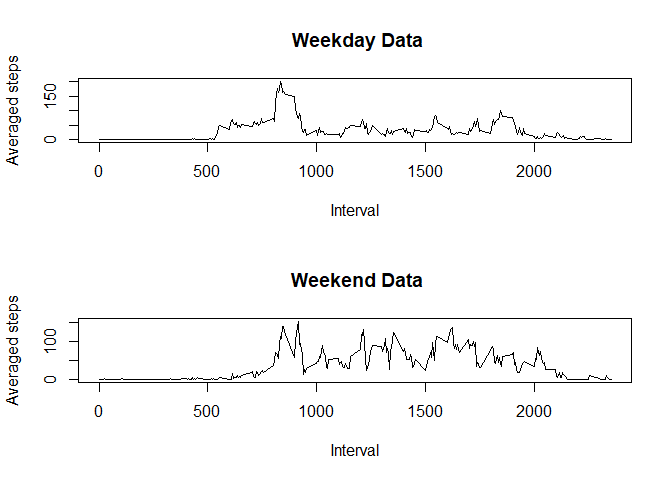 Weekday Data
Averaged steps
0 150
0 500 1000 1500 2000
Interval
Weekend Data
Averaged steps
0 100
0 500 1000 1500 2000
Interval